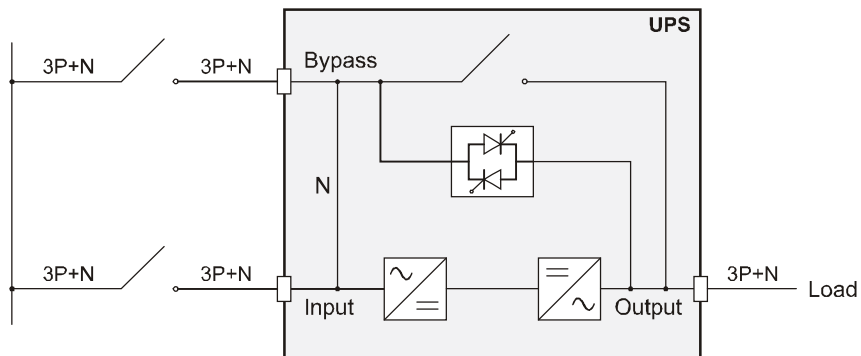 UPS
3P+N
3P+N
Bypass
N
3P+N
3P+N
Input
Output
3P+N
Load